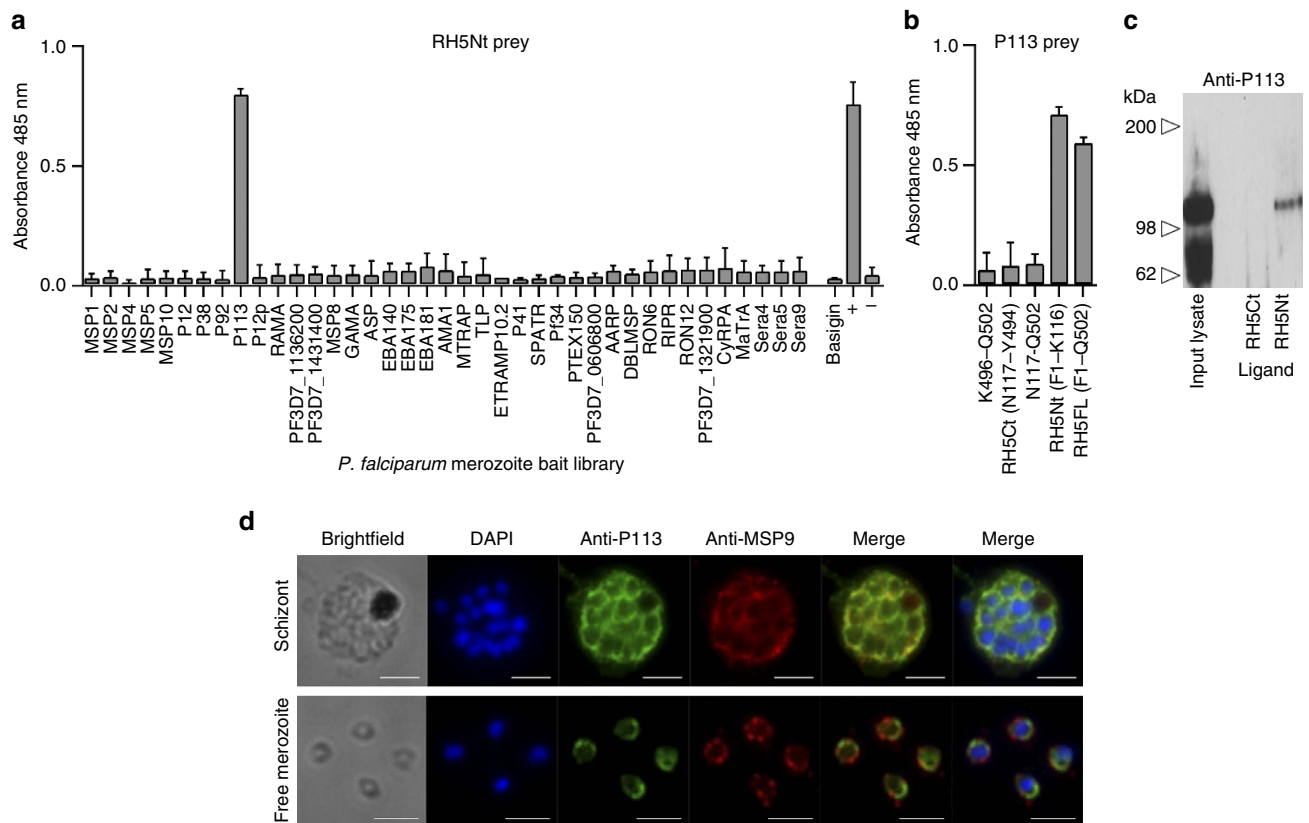 a
RH5Nt prey
1.0
0.5
0.0
Absorbance 485 nm
MSP1
MSP2
MSP4
MSP5
MSP10
P12
P38
P92
P113
P12p
RAMA
PF3D7_1136200
PF3D7_1431400
MSP8
GAMA
ASP
EBA140
EBA175
EBA181
AMA1
MTRAP
TLP
ETRAMP10.2
P41
SPATR
Pf34
PTEX150
PF3D7_0606800
AARP
DBLMSP
RON6
RIPR
RON12
PF3D7_1321900
CyRPA
MaTrA
Sera4
Sera5
Sera9
Basigin
+
–
P. falciparum merozoite bait library
b
P113 prey
1.0
0.5
0.0
Absorbance 485 nm
K496–Q502
RH5Ct (N117–Y494)
N117-Q502
RH5Nt (F1–K116)
RH5FL (F1–Q502)
c
Anti-P113
kDa
200
98
62
Input lysate
RH5Ct
RH5Nt
Ligand
d
Brightfield DAPI Anti-P113 Anti-MSP9 Merge Merge
Schizont
Free merozoite